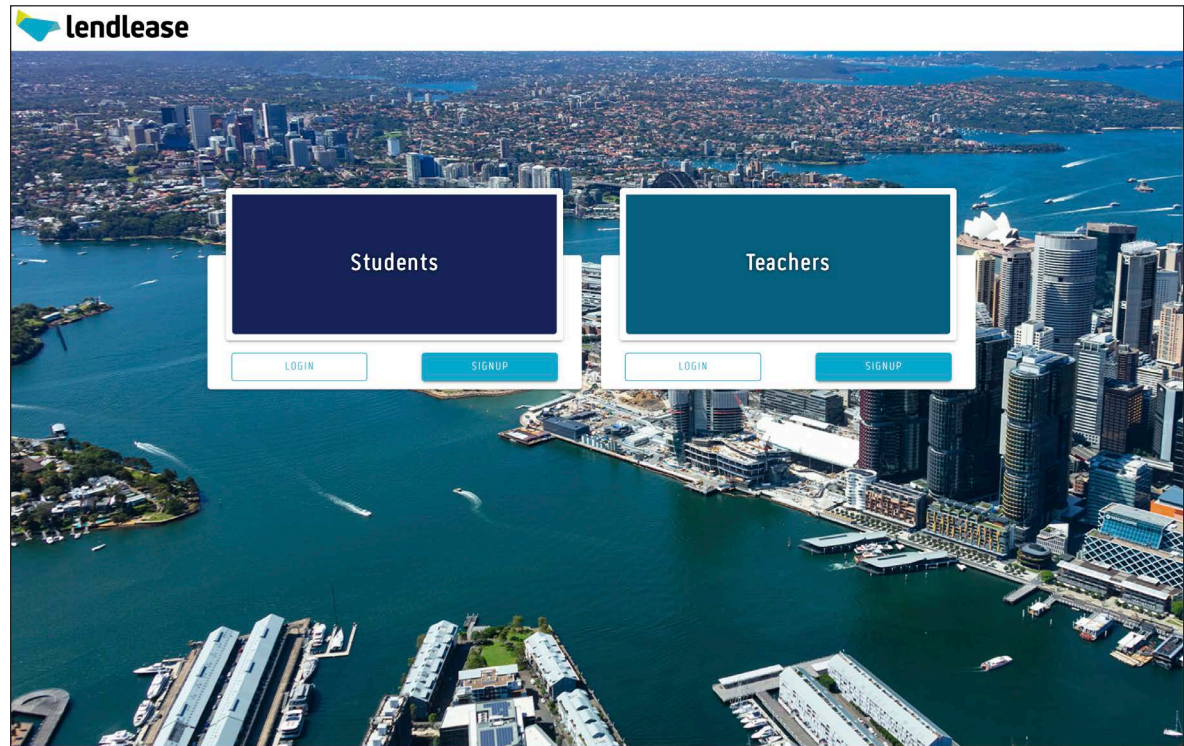 lendlease
Students
Teachers
LOGIN
SIGNUP
LOGIN
SIGNUP